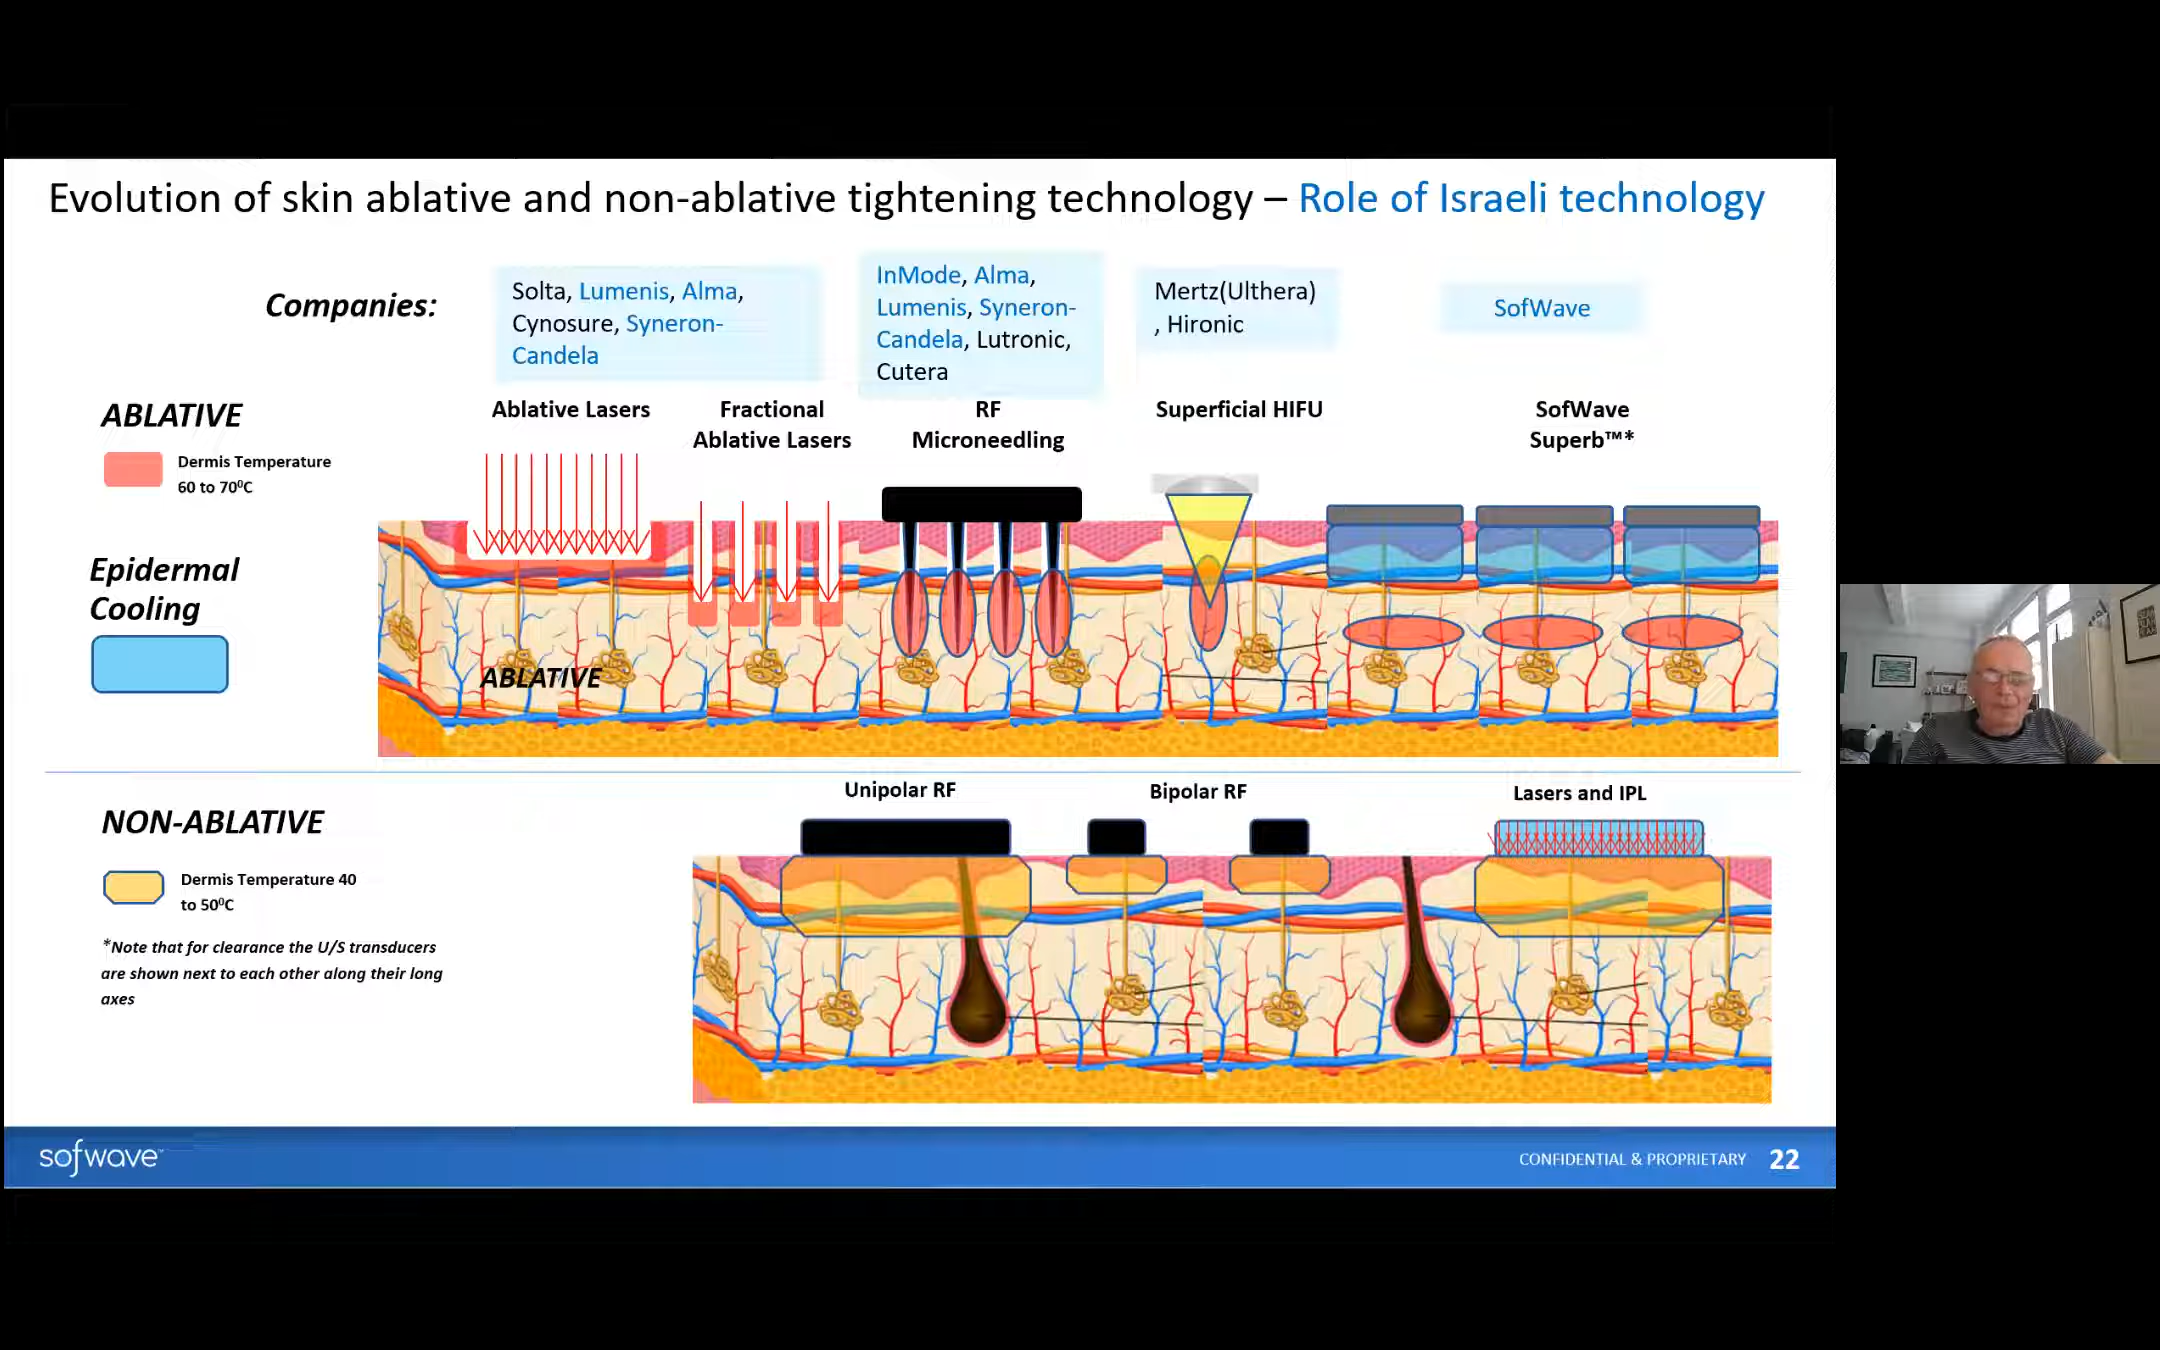 Evolution of skin ablative and non-ablative tightening technology – Role of Israeli technology
Companies:
Solta, Lumenis, Alma,
Cynosure, Syneron-
Candela
InMode, Alma,
Lumenis, Syneron-
Candela, Lutronic,
Cutera
Mertz(Ulthera)
, Hironic
SofWave
ABLATIVE
Dermis Temperature
60 to 70⁰C
Epidermal
Cooling
Ablative Lasers
Fractional
Ablative Lasers
RF
Microneedling
Superficial HIFU
SofWave
Superb™*
ABLATIVE
NON-ABLATIVE
Dermis Temperature 40
to 50⁰C
*Note that for clearance the U/S transducers
are shown next to each other along their long
axes
Unipolar RF
Bipolar RF
Lasers and IPL
sofwave™
CONFIDENTIAL & PROPRIETARY 22